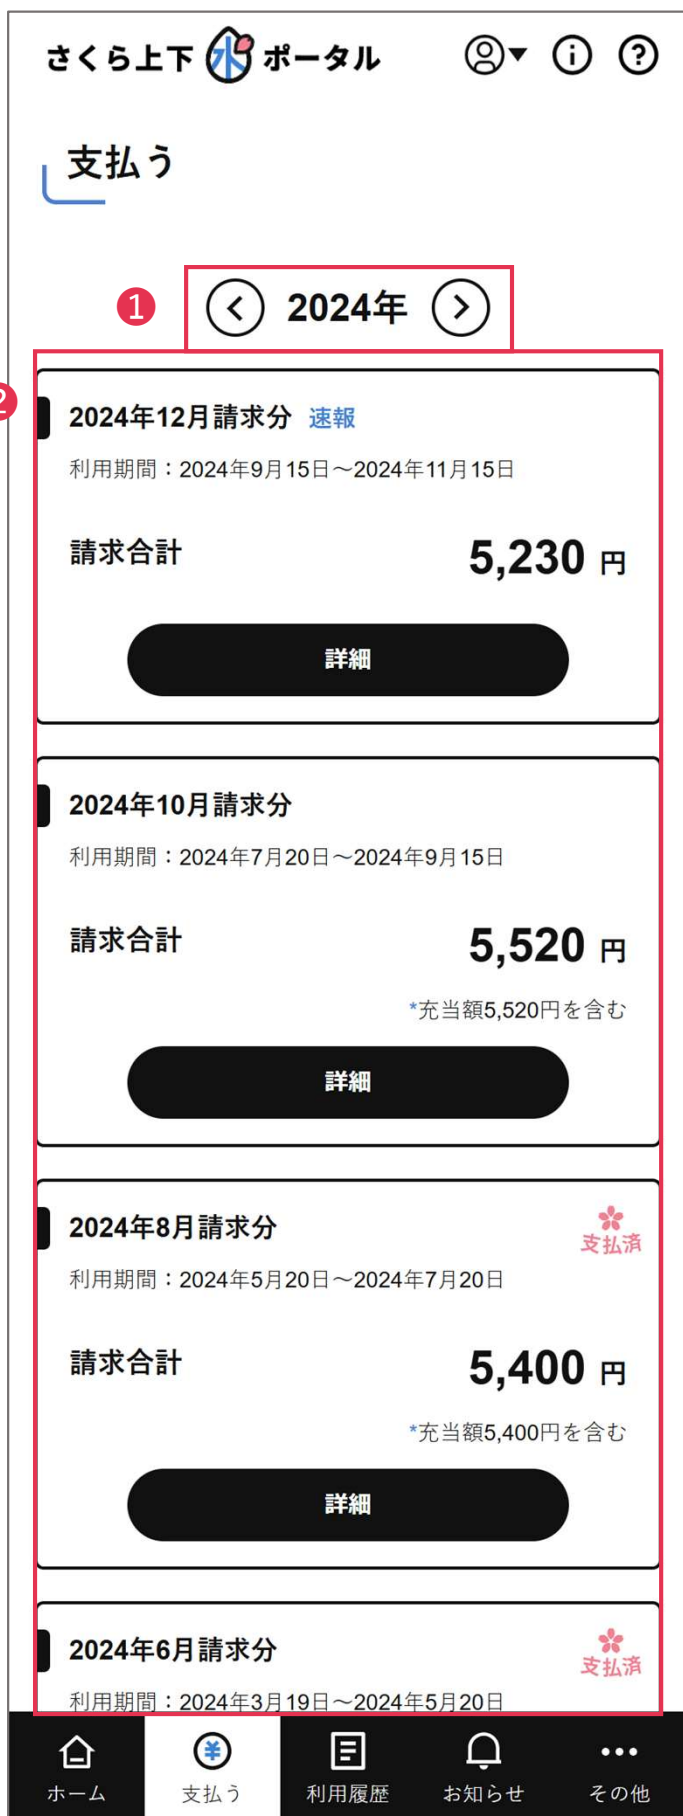 さくら上下水ポータル
支払う
1
2024年
2
2024年12月請求分 速報
利用期間：2024年9月15日～2024年11月15日
請求合計 5,230 円
詳細
2024年10月請求分
利用期間：2024年7月20日～2024年9月15日
請求合計 5,520 円
*充当額5,520円を含む
詳細
2024年8月請求分 支払済
利用期間：2024年5月20日～2024年7月20日
請求合計 5,400 円
*充当額5,400円を含む
詳細
2024年6月請求分 支払済
利用期間：2024年3月19日～2024年5月20日
ホーム 支払う 利用履歴 お知らせ その他